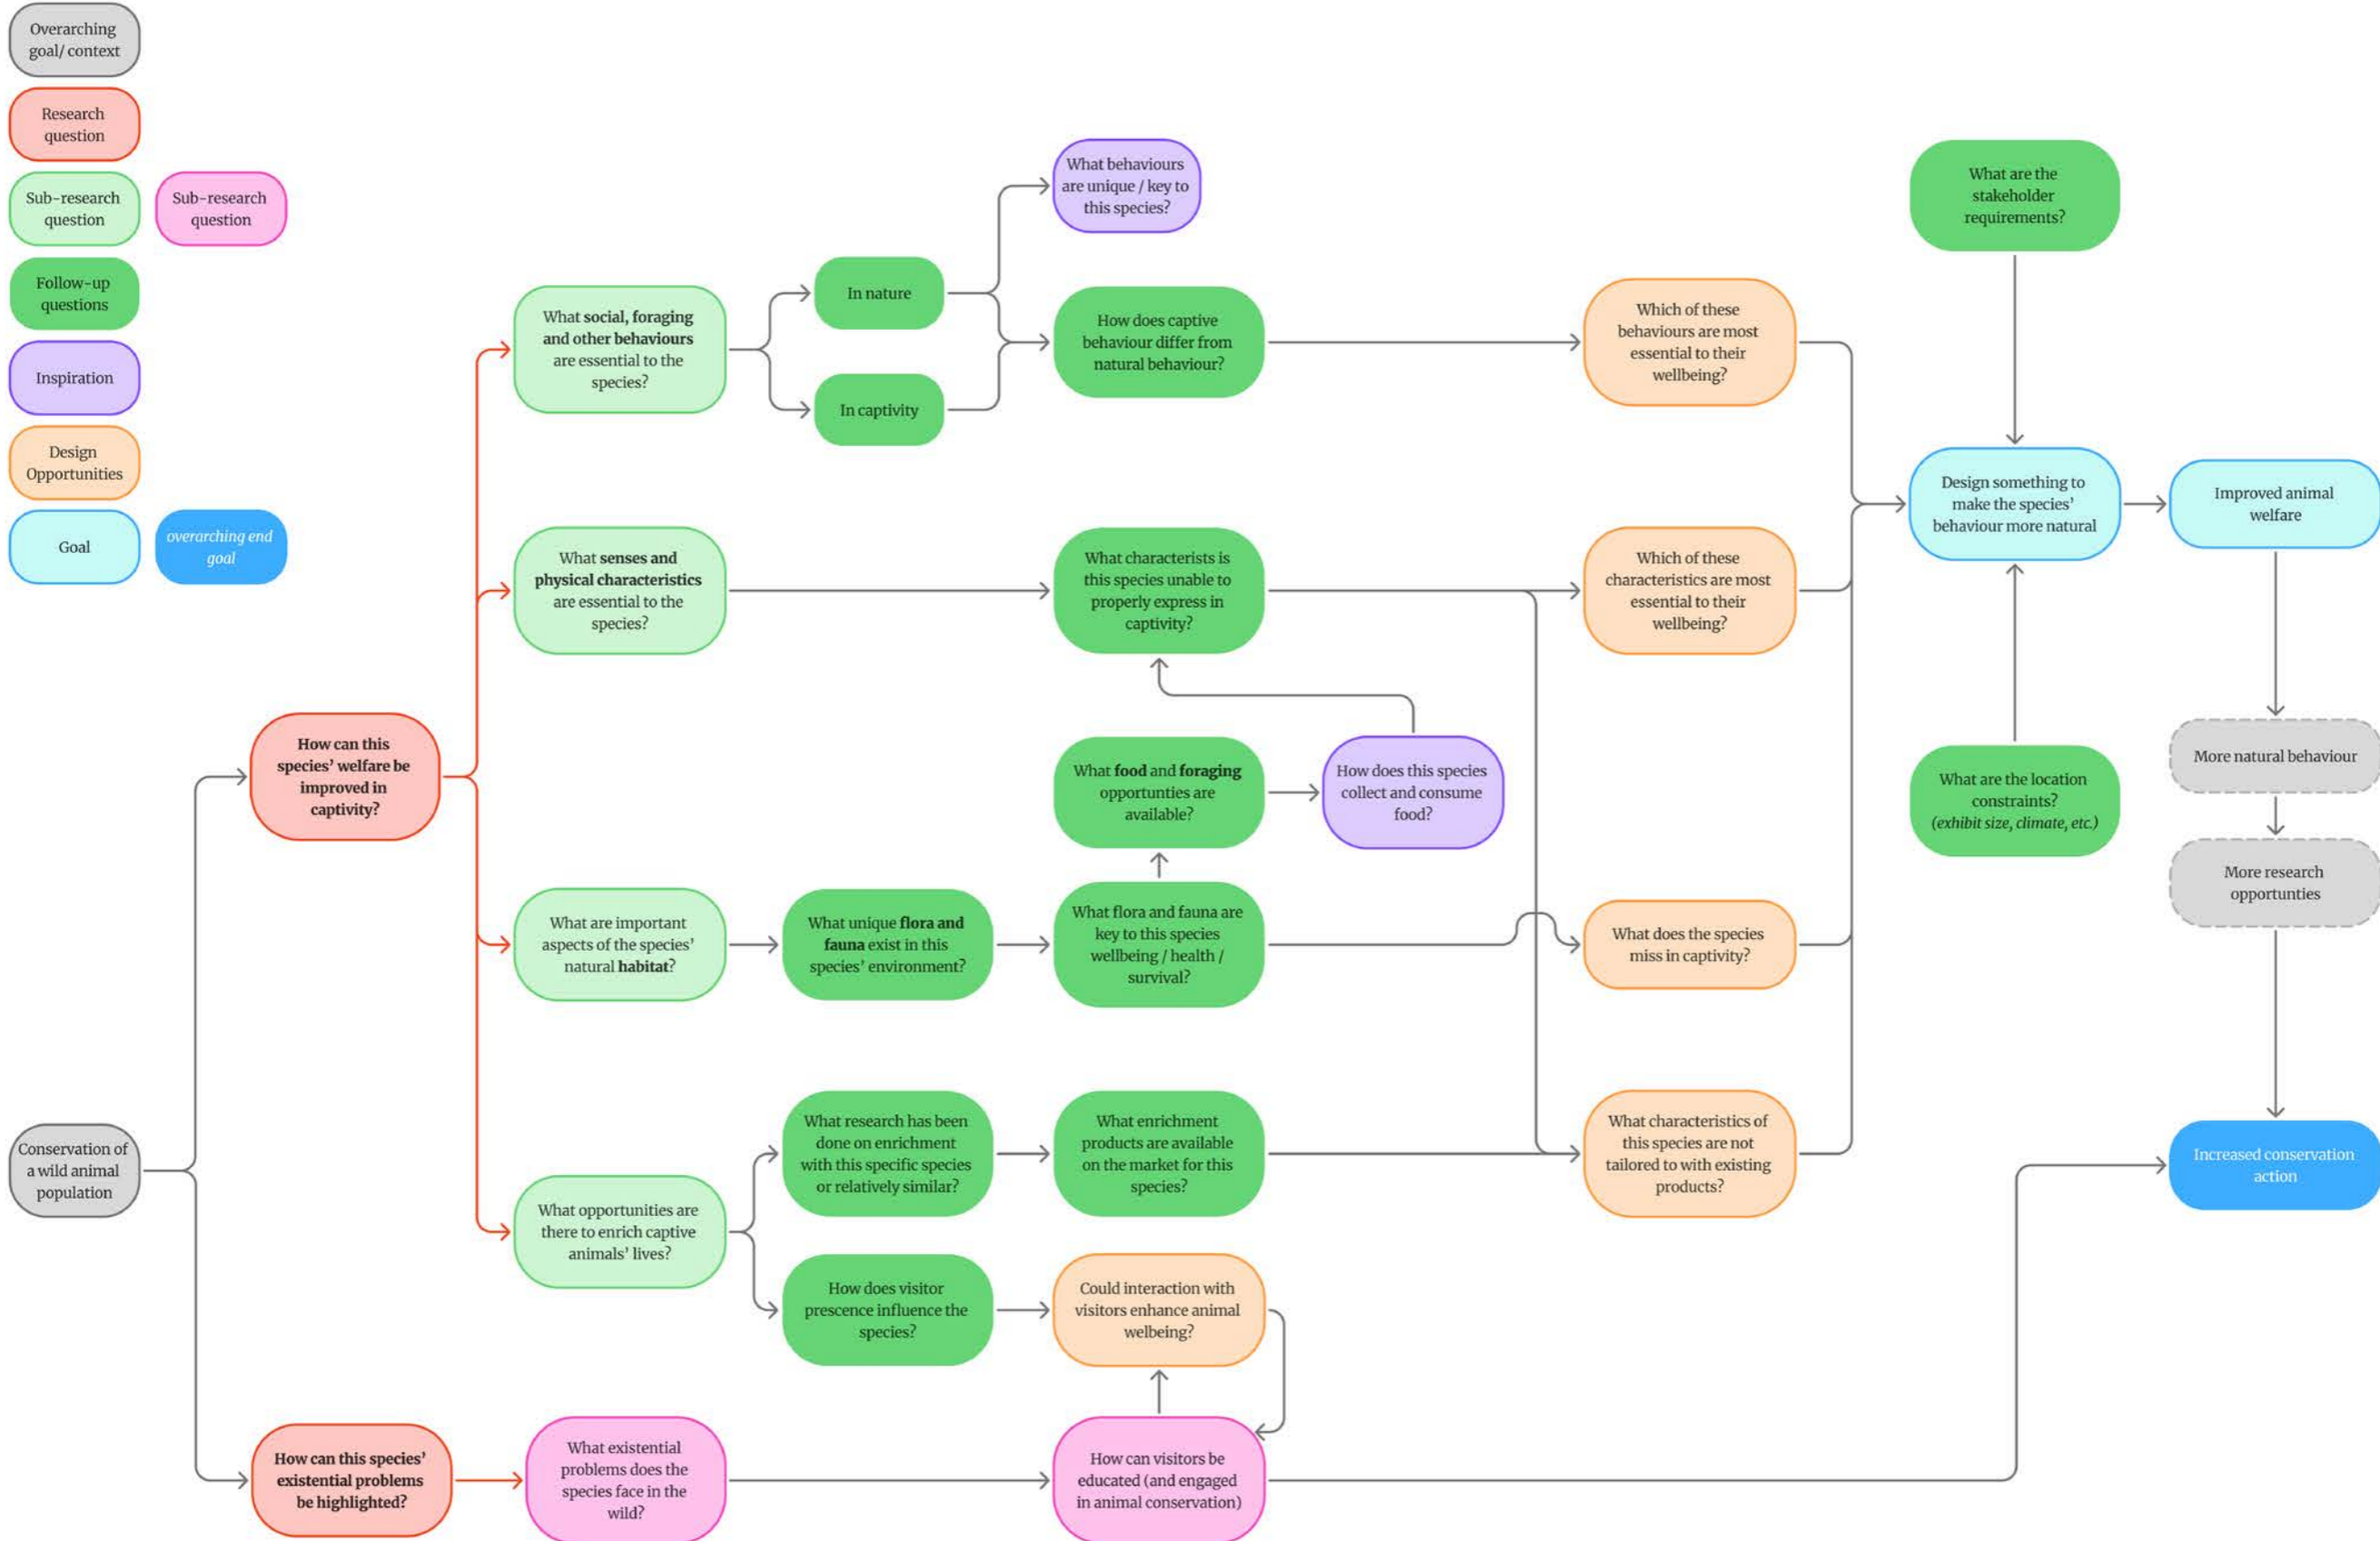 Overarching
goal/ context
Research
question
Sub-research
question
Sub-research
question
Follow-up
questions
Inspiration
Design
Opportunities
Goal
overarching end
goal
Conservation of
a wild animal
population
How can this
species’ welfare be
improved in
captivity?
How can this species’
existential problems
be highlighted?
What social, foraging
and other behaviours
are essential to the
species?
In nature
In captivity
What behaviours
are unique / key to
this species?
How does captive
behaviour differ from
natural behaviour?
Which of these
behaviours are most
essential to their
wellbeing?
What senses and
physical characteristics
are essential to the
species?
What characterists is
this species unable to
properly express in
captivity?
Which of these
characteristics are most
essential to their
wellbeing?
What food and foraging
opportunties are
available?
How does this species
collect and consume
food?
What are important
aspects of the species’
natural habitat?
What unique flora and
fauna exist in this
species’ environment?
What flora and fauna are
key to this species
wellbeing / health /
survival?
What does the species
miss in captivity?
What opportunities are
there to enrich captive
animals’ lives?
What research has been
done on enrichment
with this specific species
or relatively similar?
What enrichment
products are available
on the market for this
species?
What characteristics of
this species are not
tailored to with existing
products?
How does visitor
prescence influence the
species?
Could interaction with
visitors enhance animal
welbeing?
What existential
problems does the
species face in the
wild?
How can visitors be
educated (and engaged
in animal conservation)
What are the
stakeholder
requirements?
Design something to
make the species’
behaviour more natural
What are the location
constraints?
(exhibit size, climate, etc.)
Improved animal
welfare
More natural behaviour
More research
opportunties
Increased conservation
action